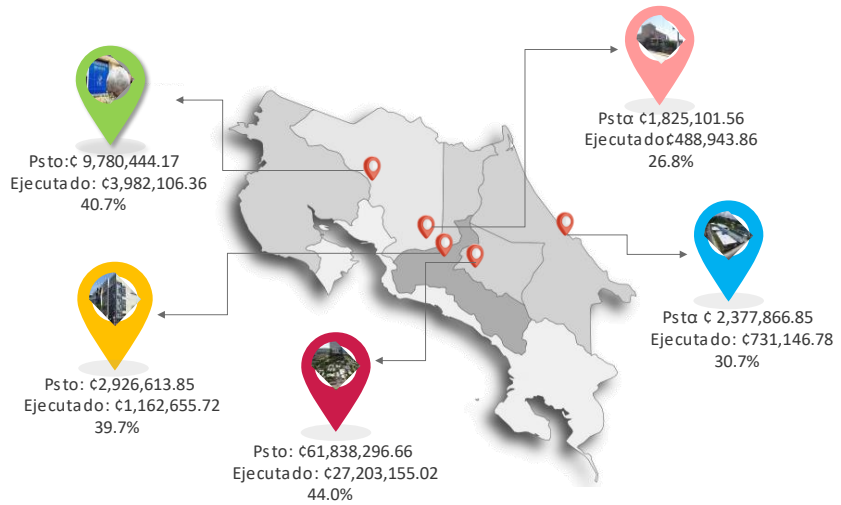 Psto:₡ 9,780,444.17
Ejecutado: ¢3,982,106.36
40.7%
Pstα ¢1,825,101.56
Ejecutado¢488,943.86
26.8%
Pstα ¢ 2,377,866.85
Ejecutado: ¢731,146.78
30.7%
Psto: ¢2,926,613.85
Ejecutado: ¢1,162,655.72
39.7%
Psto: ¢61,838,296.66
Ejecutado: ¢27,203,155.02
44.0%